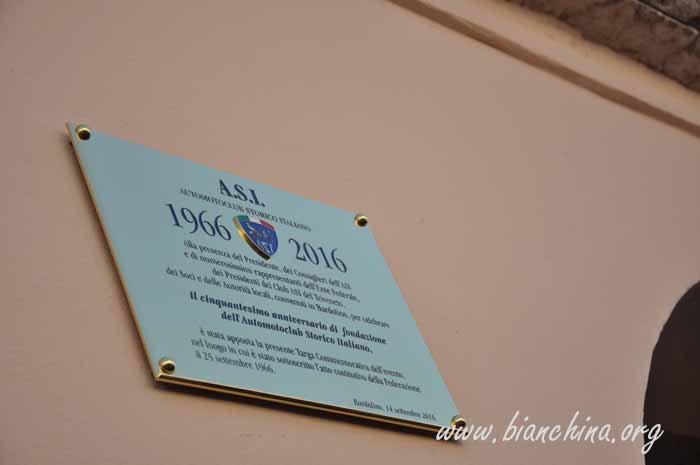 A.S.I.
AUTOMOTOCLUB STORICO ITALIANO
1966 ASI 2016
Alla presenza del Presidente, dei Consiglieri dell'ASI
e di numerosissimi rappresentanti dell'Ente Federale,
dei Presidenti dei Club ASI del Triveneto,
dei Soci e delle Autorità locali, convenuti in Bardolino, per celebrare
il cinquantesimo anniversario di fondazione
dell'Automotoclub Storico Italiano,
è stata apposta la presente Targa Commemorativa dell'evento,
nel luogo in cui è stato sottoscritto l'atto costitutivo della Federazione
il 25 settembre 1966.
Bardolino, 14 settembre 2016
www.bianchina.org